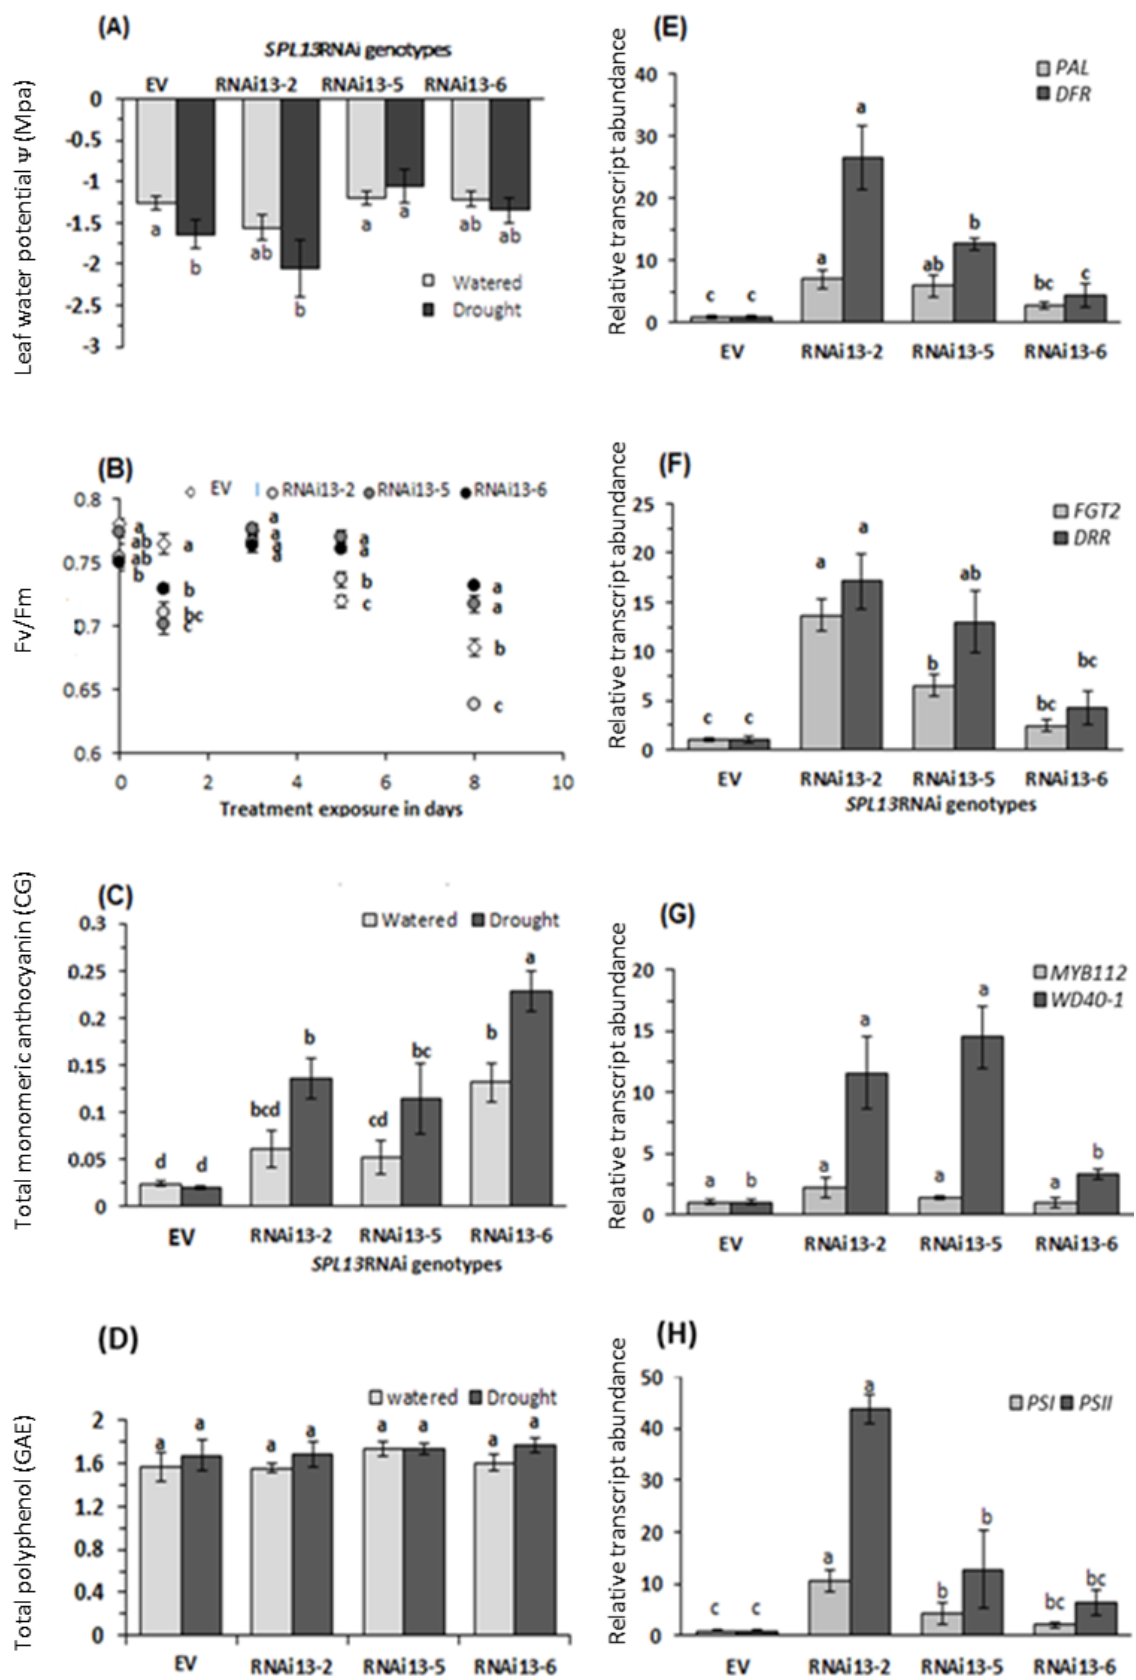 (A)
SPL13RNAi genotypes
EV RNAi13-2 RNAi13-5 RNAi13-6
Leaf water potential Ψ (Mpa)
0
-0.5
-1
-1.5
-2
-2.5
-3
a b ab b a a ab ab
Watered
Drought
(B)
EV RNAi13-2 RNAi13-5 RNAi13-6
Fv/Fm
0.8
0.75
0.7
0.65
0.6
a ab ab b
a b bc c
a a a a
a a b c
a a b c
0 2 4 6 8 10
Treatment exposure in days
(C)
Total monomeric anthocyanin (CG)
Watered Drought
0.3
0.25
0.2
0.15
0.1
0.05
0
d d bcd b cd bc b a
EV RNAi13-2 RNAi13-5 RNAi13-6
SPL13RNAi genotypes
(D)
Total polyphenol (GAE)
watered Drought
2
1.6
1.2
0.8
0.4
0
a a a a a a a a
EV RNAi13-2 RNAi13-5 RNAi13-6
(E)
Relative transcript abundance
PAL
DFR
40
30
20
10
0
c c a a ab b bc c
EV RNAi13-2 RNAi13-5 RNAi13-6
(F)
Relative transcript abundance
FGT2
DRR
25
20
15
10
5
0
c c a a b ab bc bc
EV RNAi13-2 RNAi13-5 RNAi13-6
SPL13RNAi genotypes
(G)
Relative transcript abundance
MYB112
WD40-1
20
15
10
5
0
a b a a a a a b
EV RNAi13-2 RNAi13-5 RNAi13-6
(H)
Relative transcript abundance
PSI PSII
50
40
30
20
10
0
c c a a b b bc bc
EV RNAi13-2 RNAi13-5 RNAi13-6